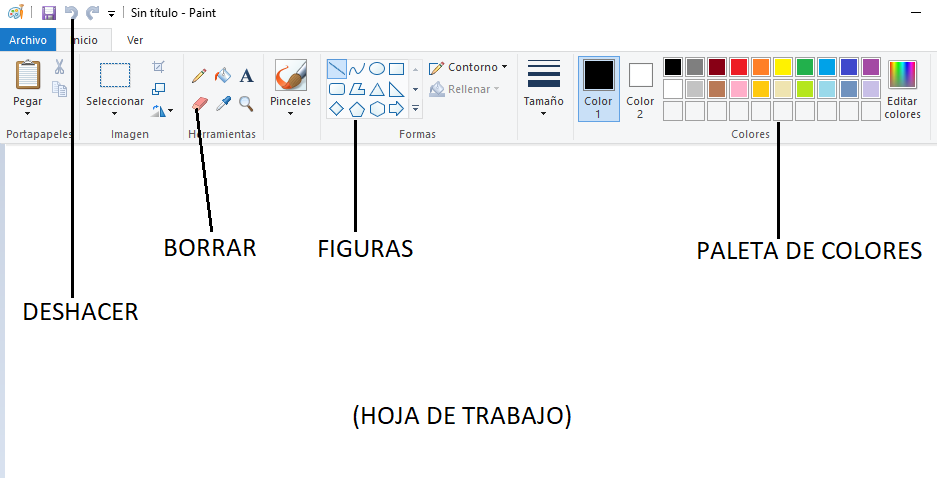 Sin título - Paint
Archivo Inicio Ver
Pegar
Portapapeles
Seleccionar
Imagen
A
Herramientas
Pinceles
Contorno
Rellenar
Formas
Tamaño
Color
1
Color
2
Editar
colores
Colores
BORRAR
FIGURAS
PALETA DE COLORES
DESHACER
(HOJA DE TRABAJO)